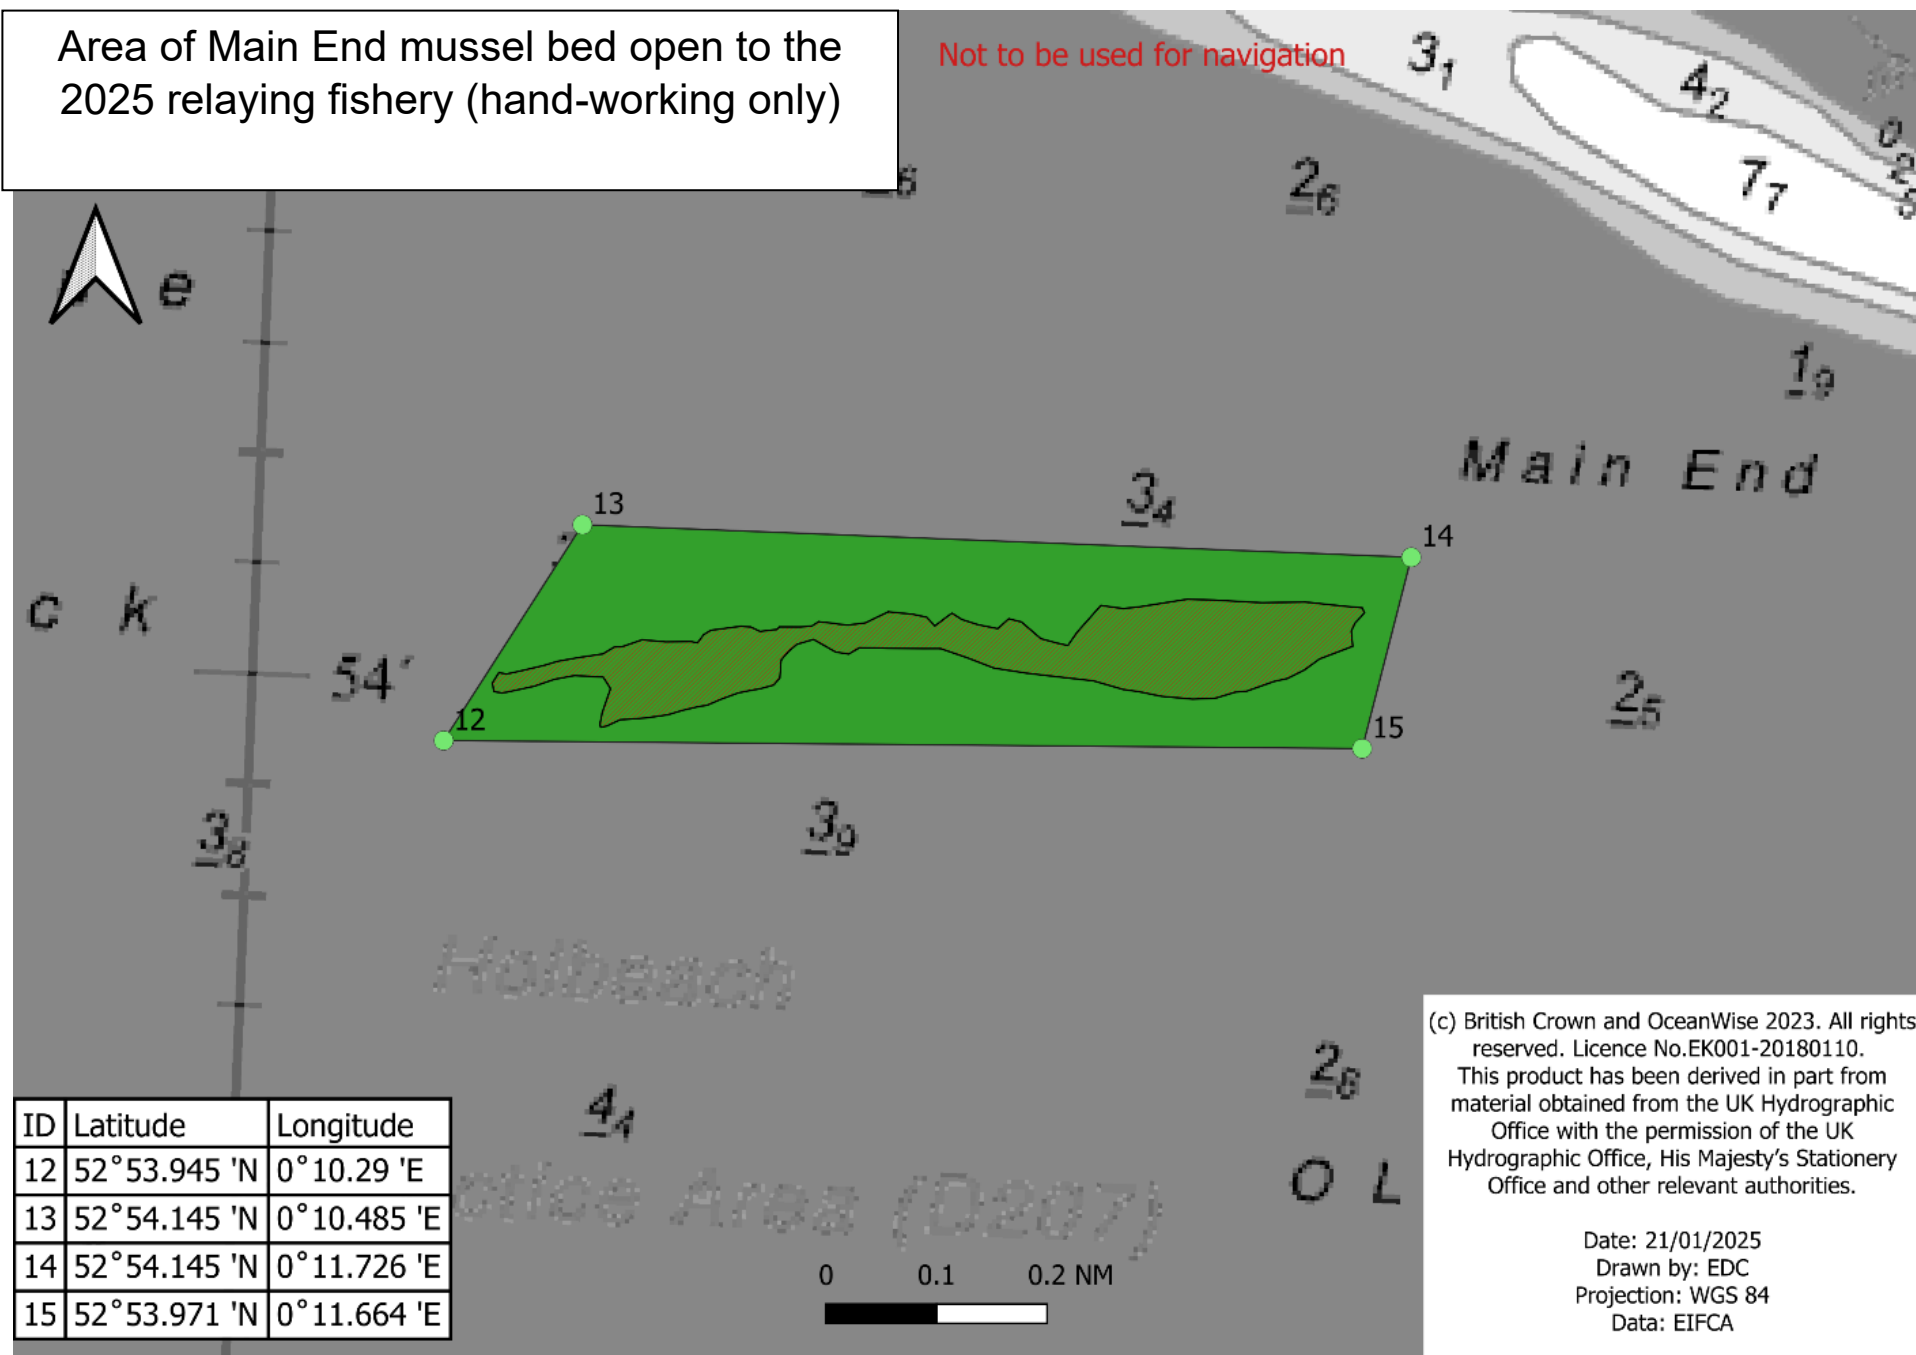 Area of Main End mussel bed open to the
2025 relaying fishery (hand-working only)
Not to be used for navigation
3₁
4₂
7₇
2₆
e
1₉
Main End
3₄
13
14
c k
54′
12
15
2₅
3₈
3₉
Holbeach
2₈
4₄
Area (D207)
O L
0 0.1 0.2 NM
ID Latitude Longitude
12 52°53.945 'N 0°10.29 'E
13 52°54.145 'N 0°10.485 'E
14 52°54.145 'N 0°11.726 'E
15 52°53.971 'N 0°11.664 'E
(c) British Crown and OceanWise 2023. All rights
reserved. Licence No.EK001-20180110.
This product has been derived in part from
material obtained from the UK Hydrographic
Office with the permission of the UK
Hydrographic Office, His Majesty's Stationery
Office and other relevant authorities.
Date: 21/01/2025
Drawn by: EDC
Projection: WGS 84
Data: EIFCA